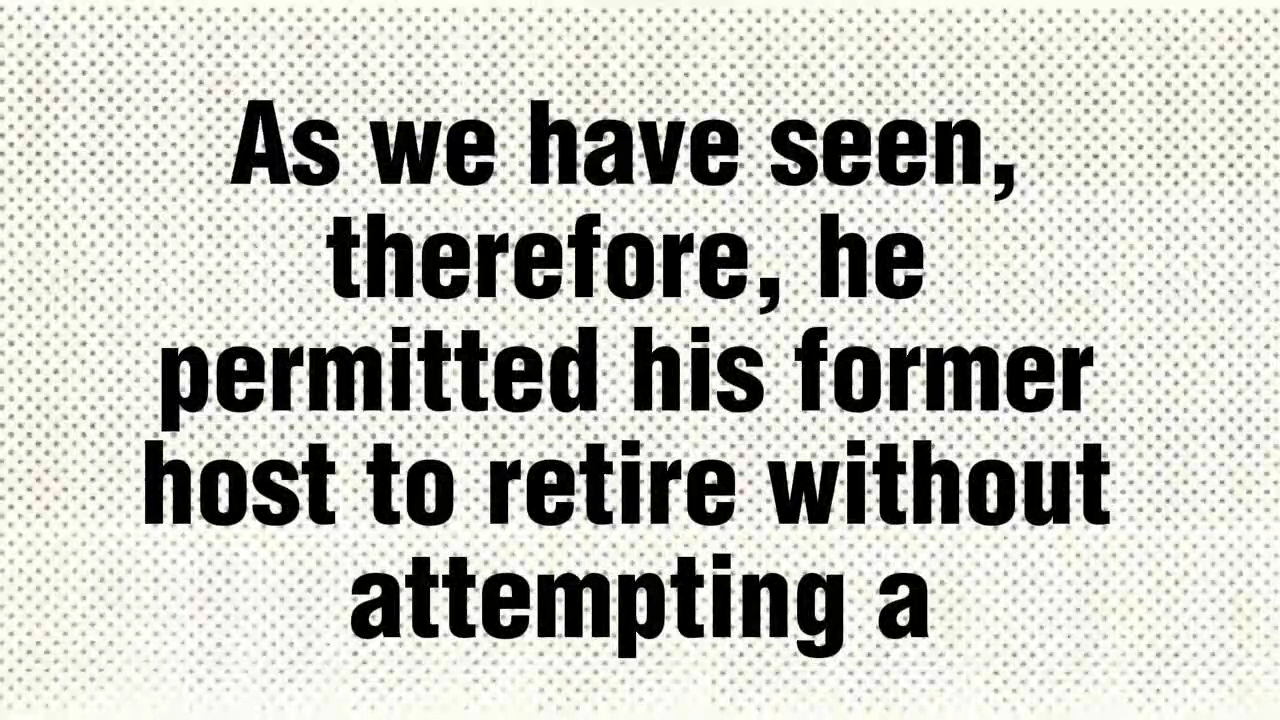 As we have seen,
therefore, he
permitted his former
host to retire without
attempting a